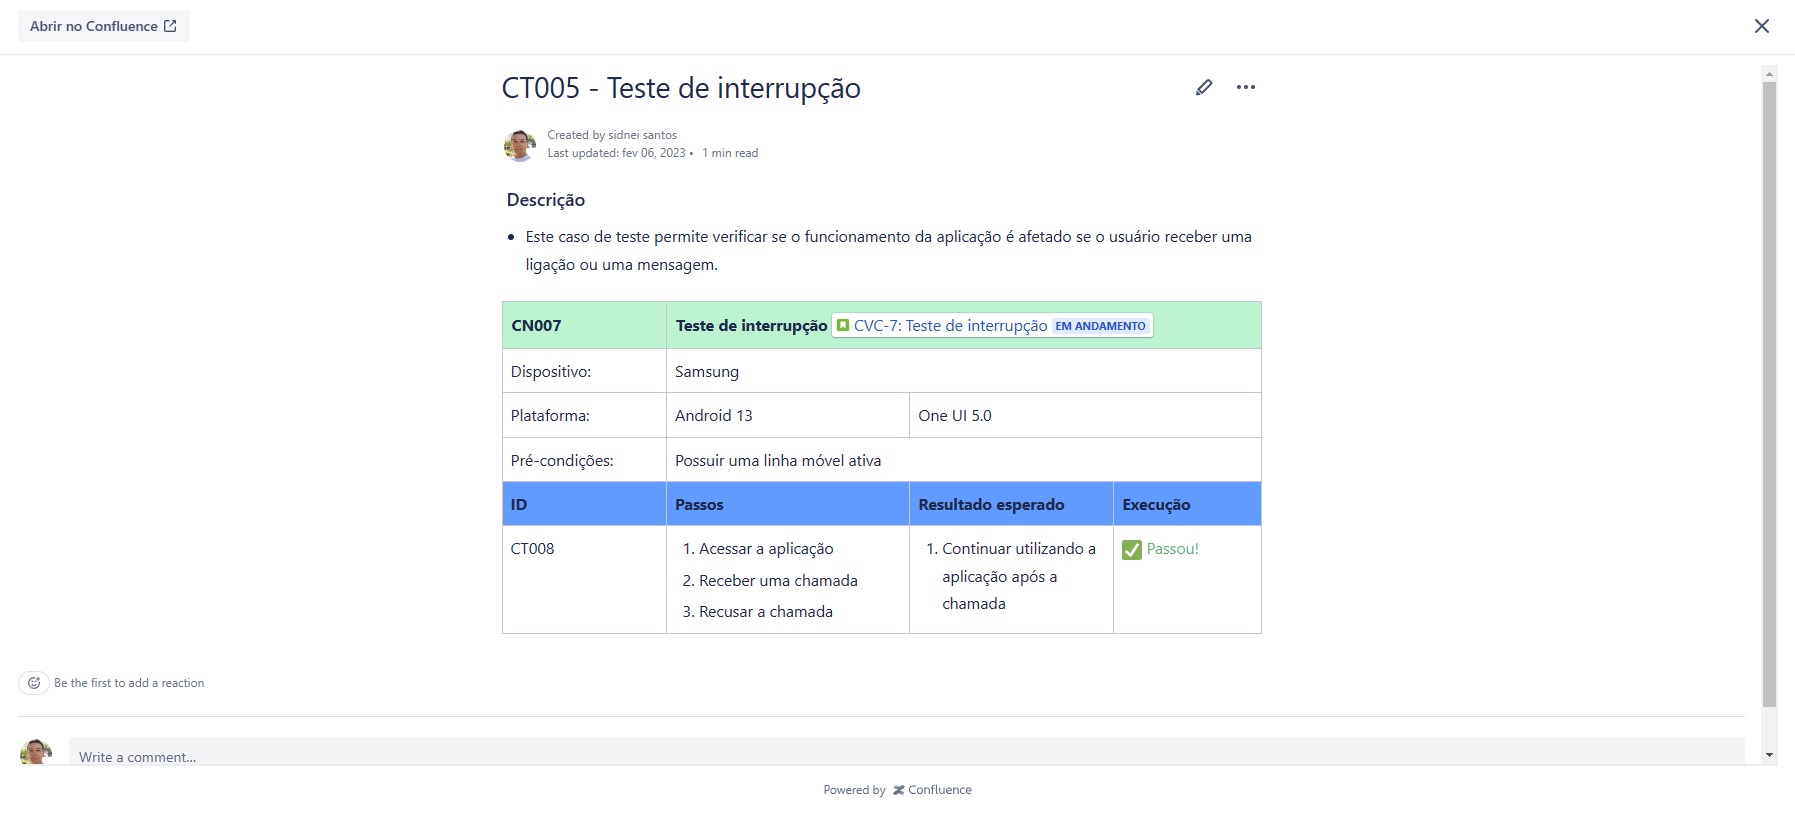 Abrir no Confluence
CT005 - Teste de interrupção
Created by sidnei santos
Last updated: fev 06, 2023 • 1 min read
Descrição
• Este caso de teste permite verificar se o funcionamento da aplicação é afetado se o usuário receber uma
ligação ou uma mensagem.
CN007
Teste de interrupção CVC-7: Teste de interrupção EM ANDAMENTO
Dispositivo:
Samsung
Plataforma:
Android 13
One UI 5.0
Pré-condições:
Possuir uma linha móvel ativa
ID
Passos
Resultado esperado
Execução
CT008
1. Acessar a aplicação
2. Receber uma chamada
3. Recusar a chamada
1. Continuar utilizando a
aplicação após a
chamada
✅ Passou!
Be the first to add a reaction
Write a comment...
Powered by Confluence